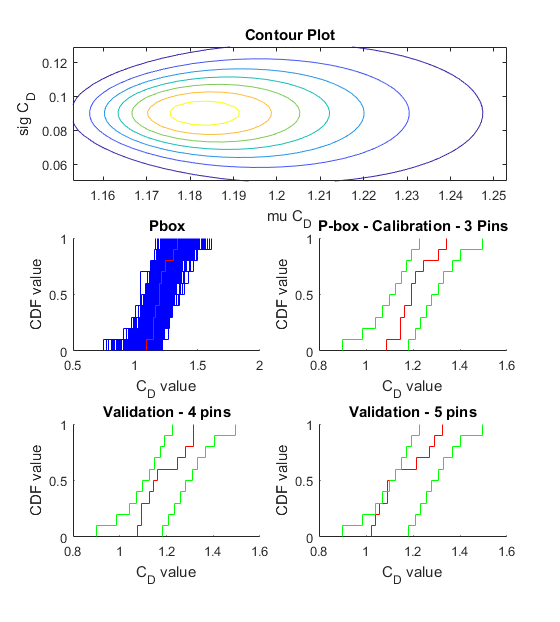 Contour Plot
sig C_D
0.12
0.1
0.08
0.06
1.16 1.17 1.18 1.19 1.2 1.21 1.22 1.23 1.24 1.25
mu C_D
Pbox
CDF value
1
0.5
0
0.5 1 1.5 2
C_D value
P-box - Calibration - 3 Pins
CDF value
1
0.5
0
0.8 1 1.2 1.4 1.6
C_D value
Validation - 4 pins
CDF value
1
0.5
0
0.8 1 1.2 1.4 1.6
C_D value
Validation - 5 pins
CDF value
1
0.5
0
0.8 1 1.2 1.4 1.6
C_D value